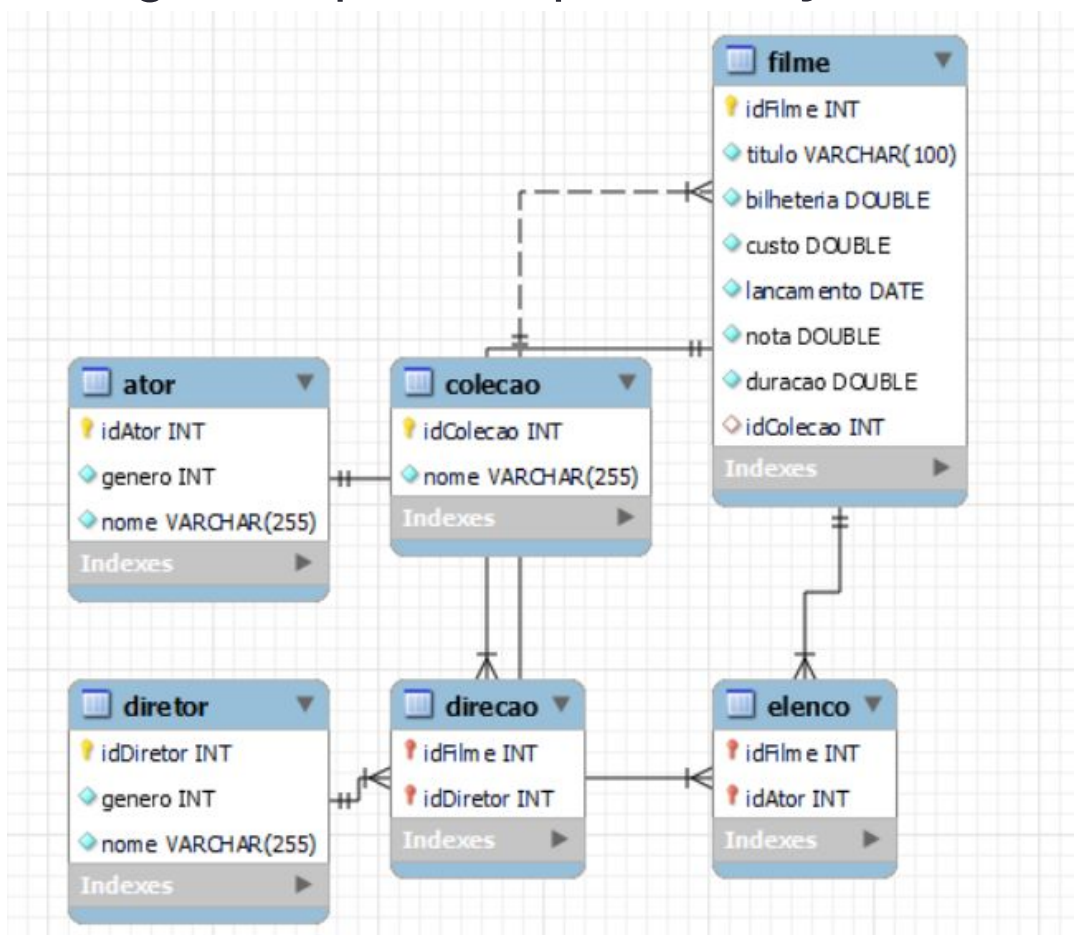 filme
idFilme INT
titulo VARCHAR(100)
bilheteria DOUBLE
custo DOUBLE
lancamento DATE
nota DOUBLE
duracao DOUBLE
idColecao INT
Indexes
ator
idAtor INT
genero INT
nome VARCHAR(255)
Indexes
colecao
idColecao INT
nome VARCHAR(255)
Indexes
diretor
idDiretor INT
genero INT
nome VARCHAR(255)
Indexes
direcao
idFilme INT
idDiretor INT
Indexes
elenco
idFilme INT
idAtor INT
Indexes